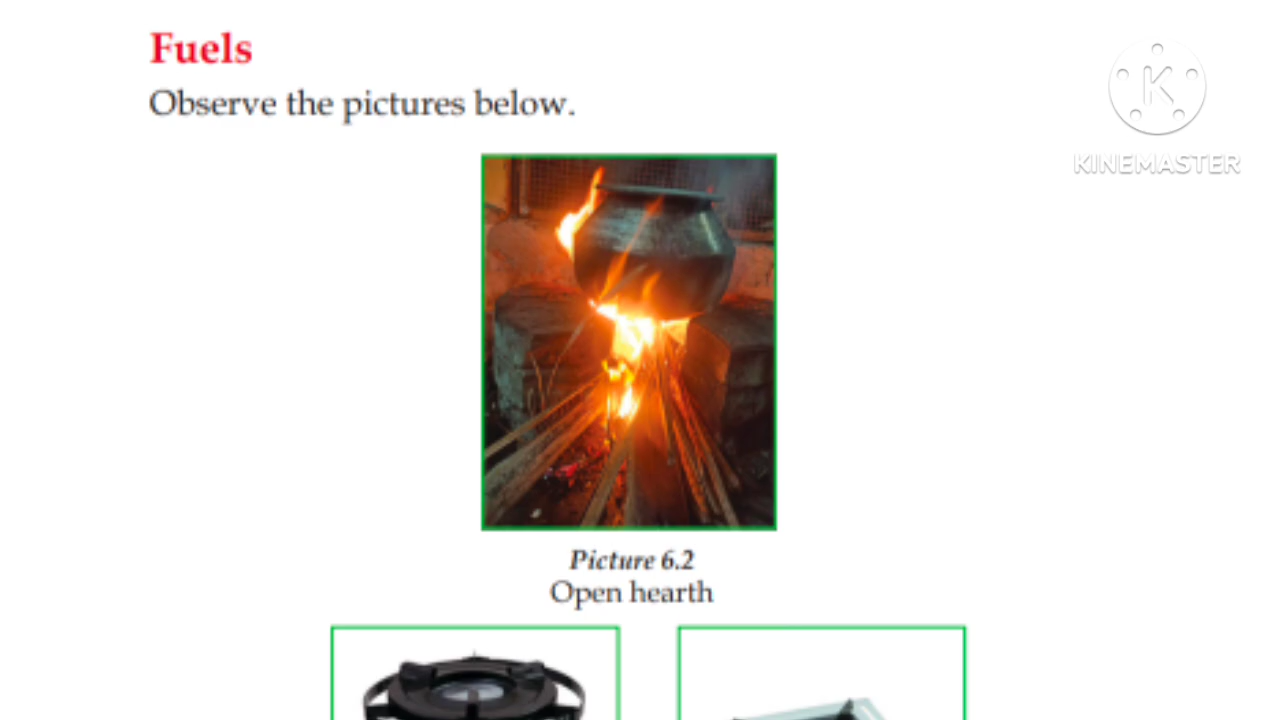 Fuels
Observe the pictures below.
K
KINEMASTER
Picture 6.2
Open hearth